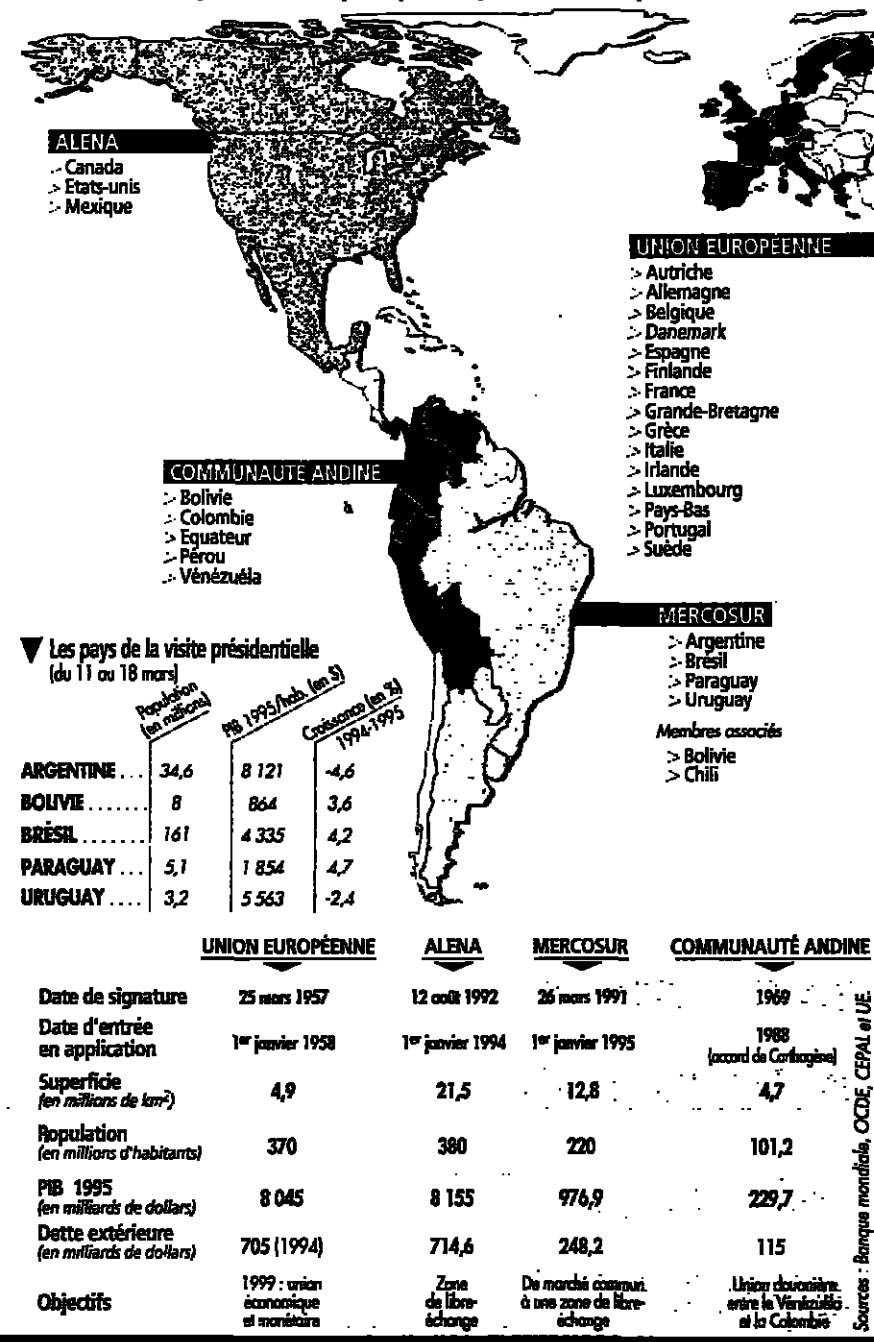 ALENA
> Canada
> Etats-unis
> Mexique
UNION EUROPÉENNE
> Autriche
> Allemagne
> Belgique
> Danemark
> Espagne
> Finlande
> France
> Grande-Bretagne
> Grèce
> Italie
> Irlande
> Luxembourg
> Pays-Bas
> Portugal
> Suède
COMMUNAUTE ANDINE
> Bolivie
> Colombie
> Equateur
> Pérou
> Vénézuéla
MERCOSUR
> Argentine
> Brésil
> Paraguay
> Uruguay
Membres associés
> Bolivie
> Chili
▼ Les pays de la visite présidentielle
(du 11 au 18 mars)
Population (en millions) PIB 1995/hab. (en $) Croissance (en %) 1994-1995
ARGENTINE ... 34,6 8 121 -4,6
BOLIVIE ....... 8 864 3,6
BRÉSIL ....... 161 4 335 4,2
PARAGUAY ... 5,1 1 854 4,7
URUGUAY .... 3,2 5 563 -2,4
UNION EUROPÉENNE ALENA MERCOSUR COMMUNAUTÉ ANDINE
Date de signature 25 mars 1957 12 août 1992 26 mars 1991 1969
Date d'entrée en application 1er janvier 1958 1er janvier 1994 1er janvier 1995 1988 (accord de Carthagène)
Superficie (en millions de km²) 4,9 21,5 12,8 4,7
Population (en millions d'habitants) 370 380 220 101,2
PIB 1995 (en milliards de dollars) 8 045 8 155 976,9 229,7
Dette extérieure (en milliards de dollars) 705 (1994) 714,6 248,2 115
Objectifs 1999 : union économique et monétaire Zone de libre-échange De marché commun à une zone de libre-échange Union douanière entre le Vénézuéla et la Colombie
Sources : Banque mondiale, OCDE, CEPAL et UE.